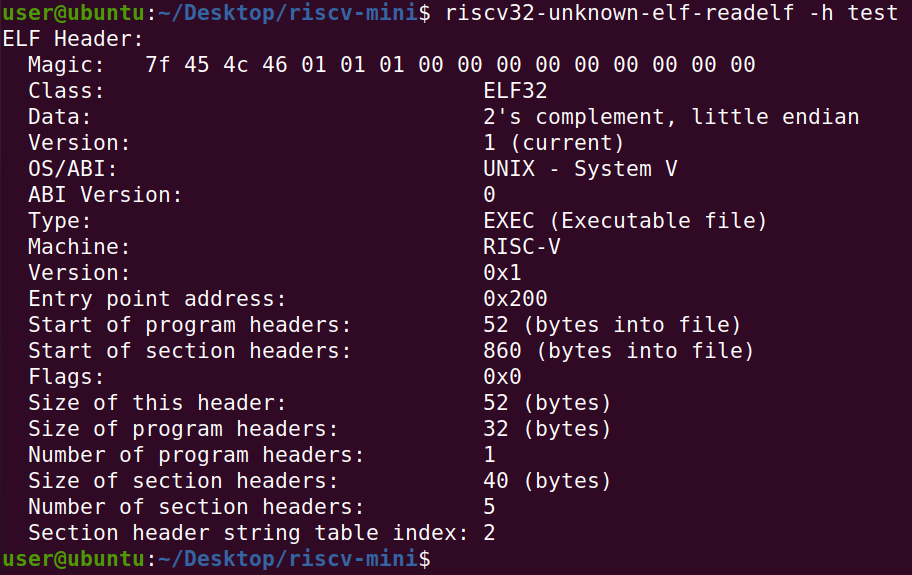 user@ubuntu:~/Desktop/riscv-mini$ riscv32-unknown-elf-readelf -h test
ELF Header:
  Magic:   7f 45 4c 46 01 01 01 00 00 00 00 00 00 00 00 00
  Class:                             ELF32
  Data:                              2's complement, little endian
  Version:                           1 (current)
  OS/ABI:                            UNIX - System V
  ABI Version:                       0
  Type:                              EXEC (Executable file)
  Machine:                           RISC-V
  Version:                           0x1
  Entry point address:               0x200
  Start of program headers:          52 (bytes into file)
  Start of section headers:          860 (bytes into file)
  Flags:                             0x0
  Size of this header:               52 (bytes)
  Size of program headers:           32 (bytes)
  Number of program headers:         1
  Size of section headers:           40 (bytes)
  Number of section headers:         5
  Section header string table index: 2
user@ubuntu:~/Desktop/riscv-mini$